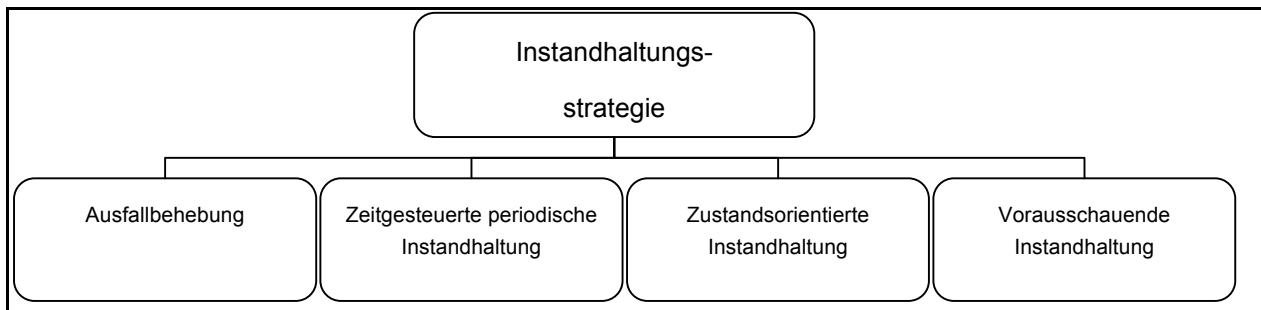 Instandhaltungs-
strategie
Ausfallbehebung
Zeitgesteuerte periodische
Instandhaltung
Zustandsorientierte
Instandhaltung
Vorausschauende
Instandhaltung